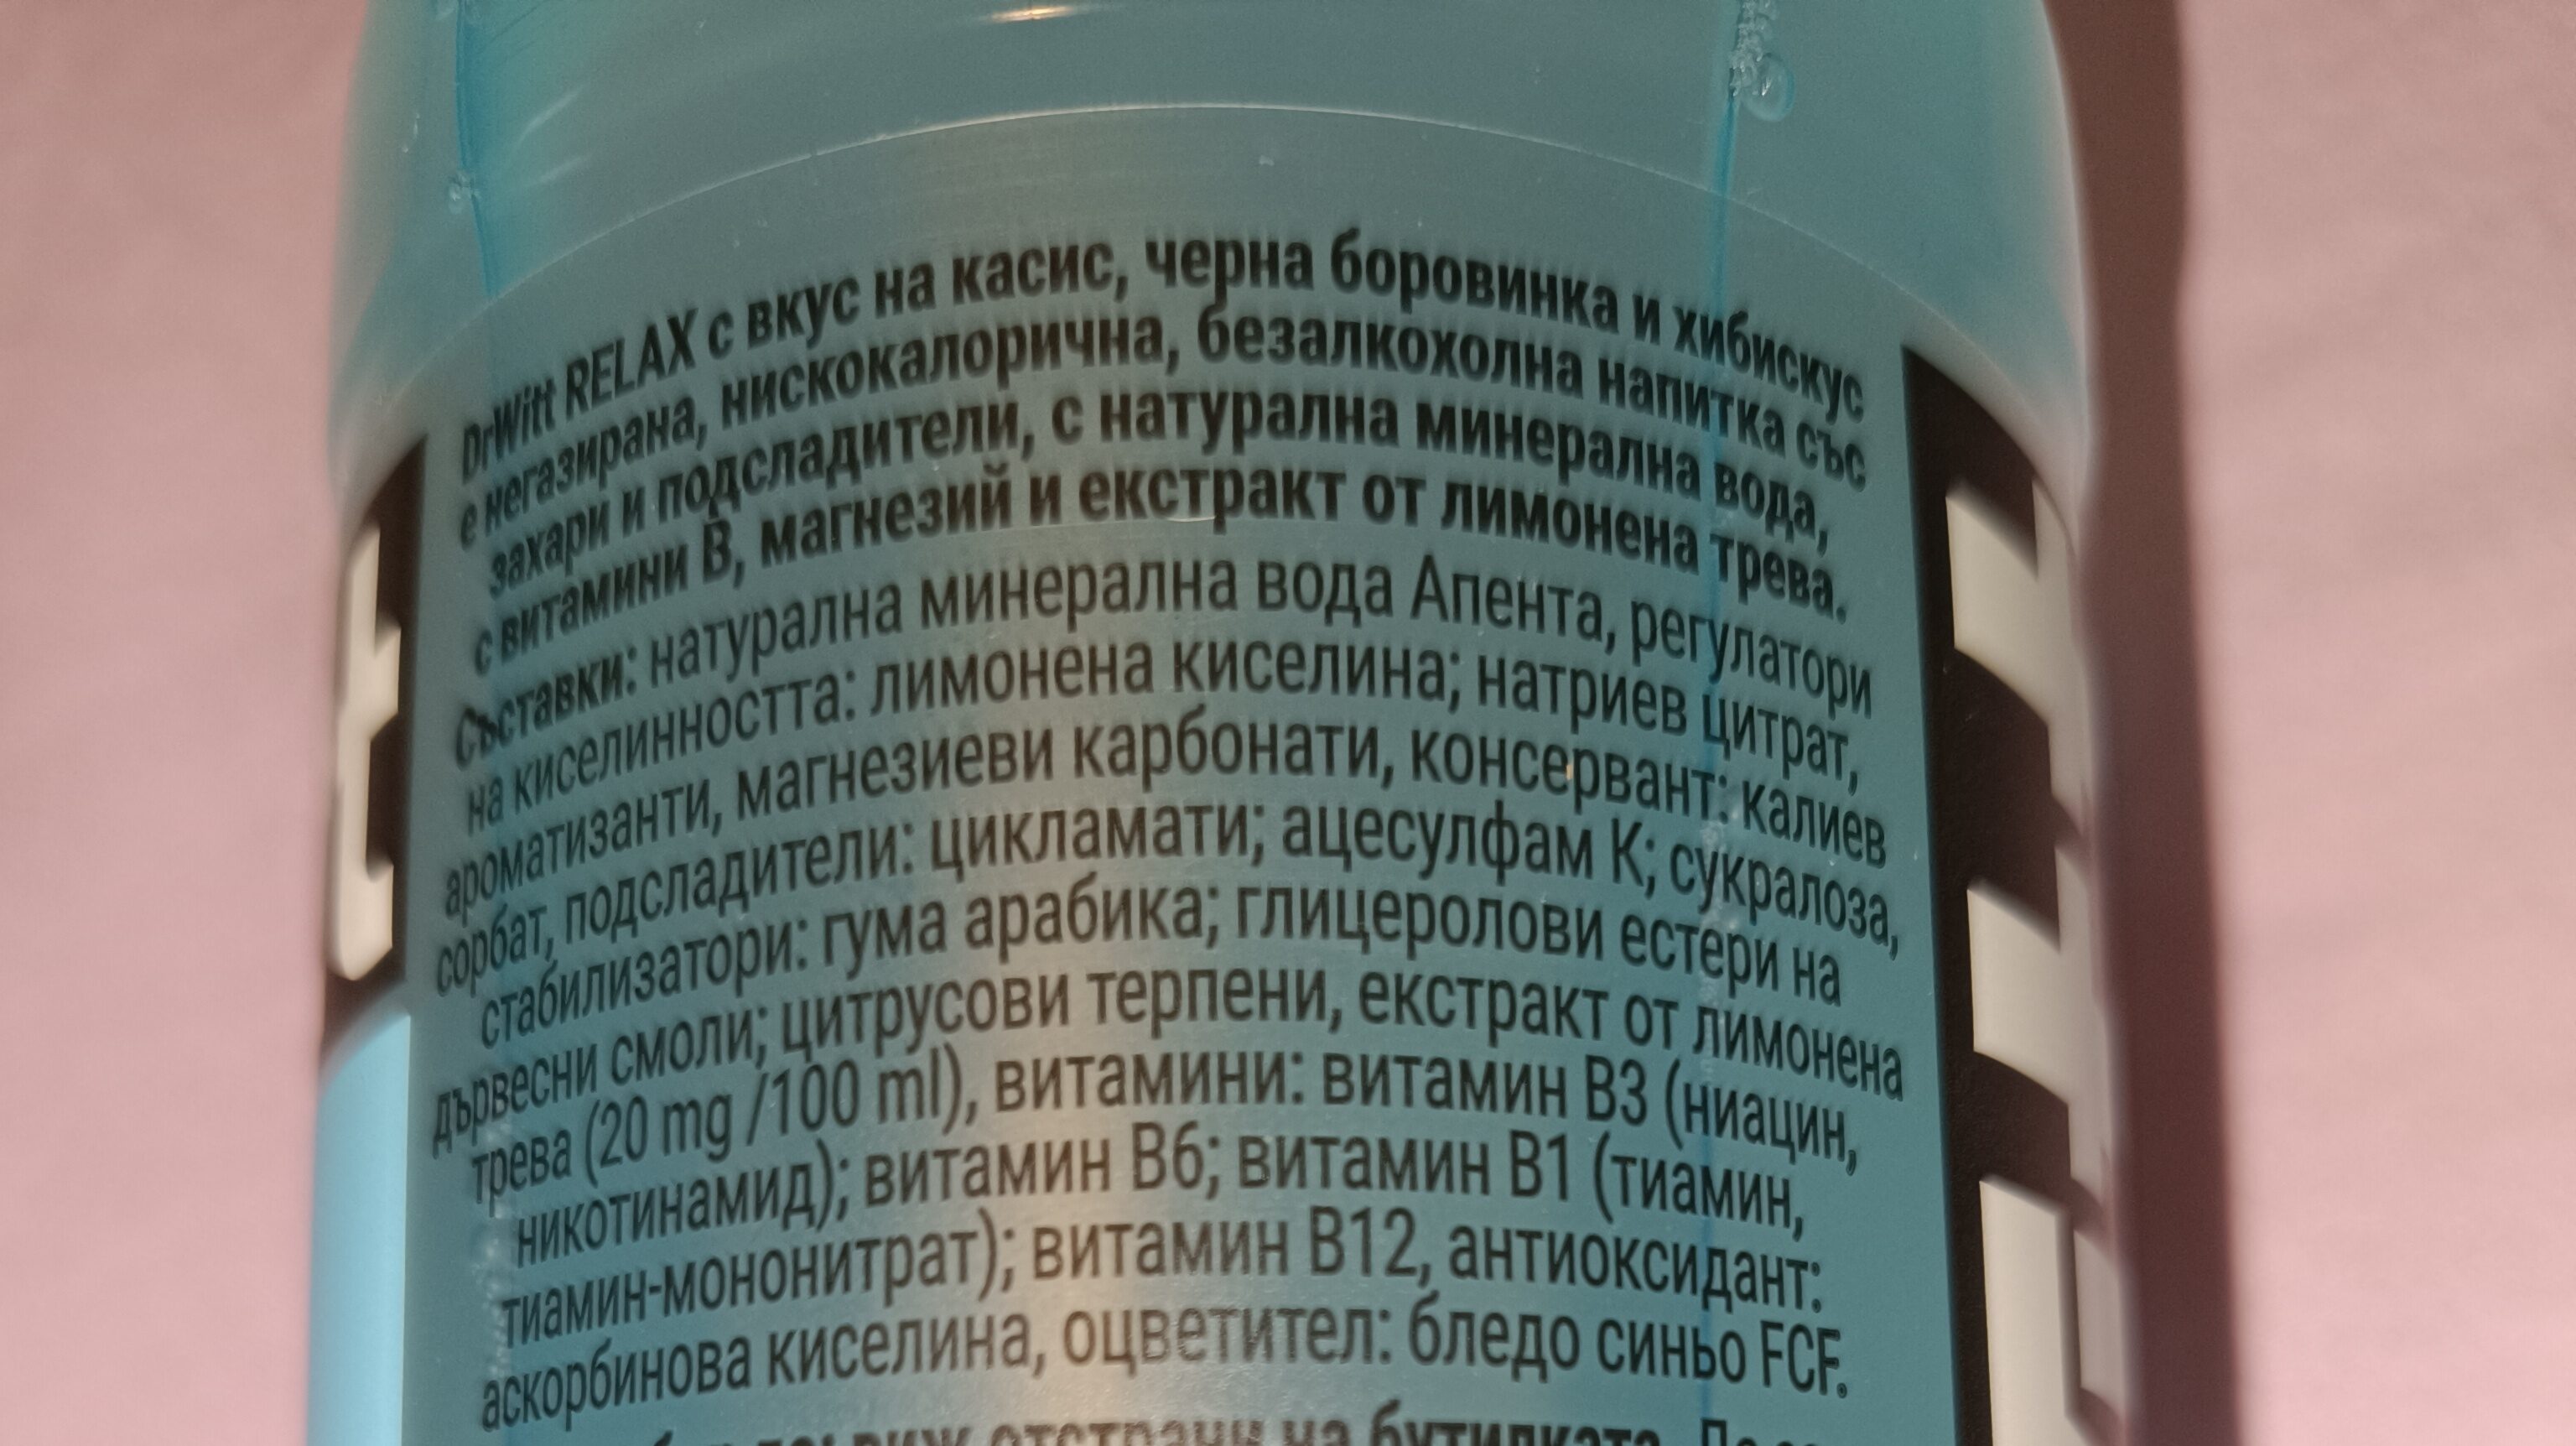 DrWitt RELAX с вкус на касис, черна боровинка и хибискус
е негазирана, нискокалорична, безалкохолна напитка със
захари и подсладители, с натурална минерална вода,
с витамини B, магнезий и екстракт от лимонена трева.
Съставки: натурална минерална вода Апента, регулатори
на киселинността: лимонена киселина; натриев цитрат,
ароматизанти, магнезиеви карбонати, консервант: калиев
сорбат, подсладители: цикламати; ацесулфам К; сукралоза,
стабилизатори: гума арабика; глицеролови естери на
дървесни смоли; цитрусови терпени, екстракт от лимонена
трева (20 mg /100 ml), витамини: витамин B3 (ниацин,
никотинамид); витамин B6; витамин B1 (тиамин,
тиамин-мононитрат); витамин B12, антиоксидант:
аскорбинова киселина, оцветител: бледо синьо FCF.
виж отстрани на бутилката.